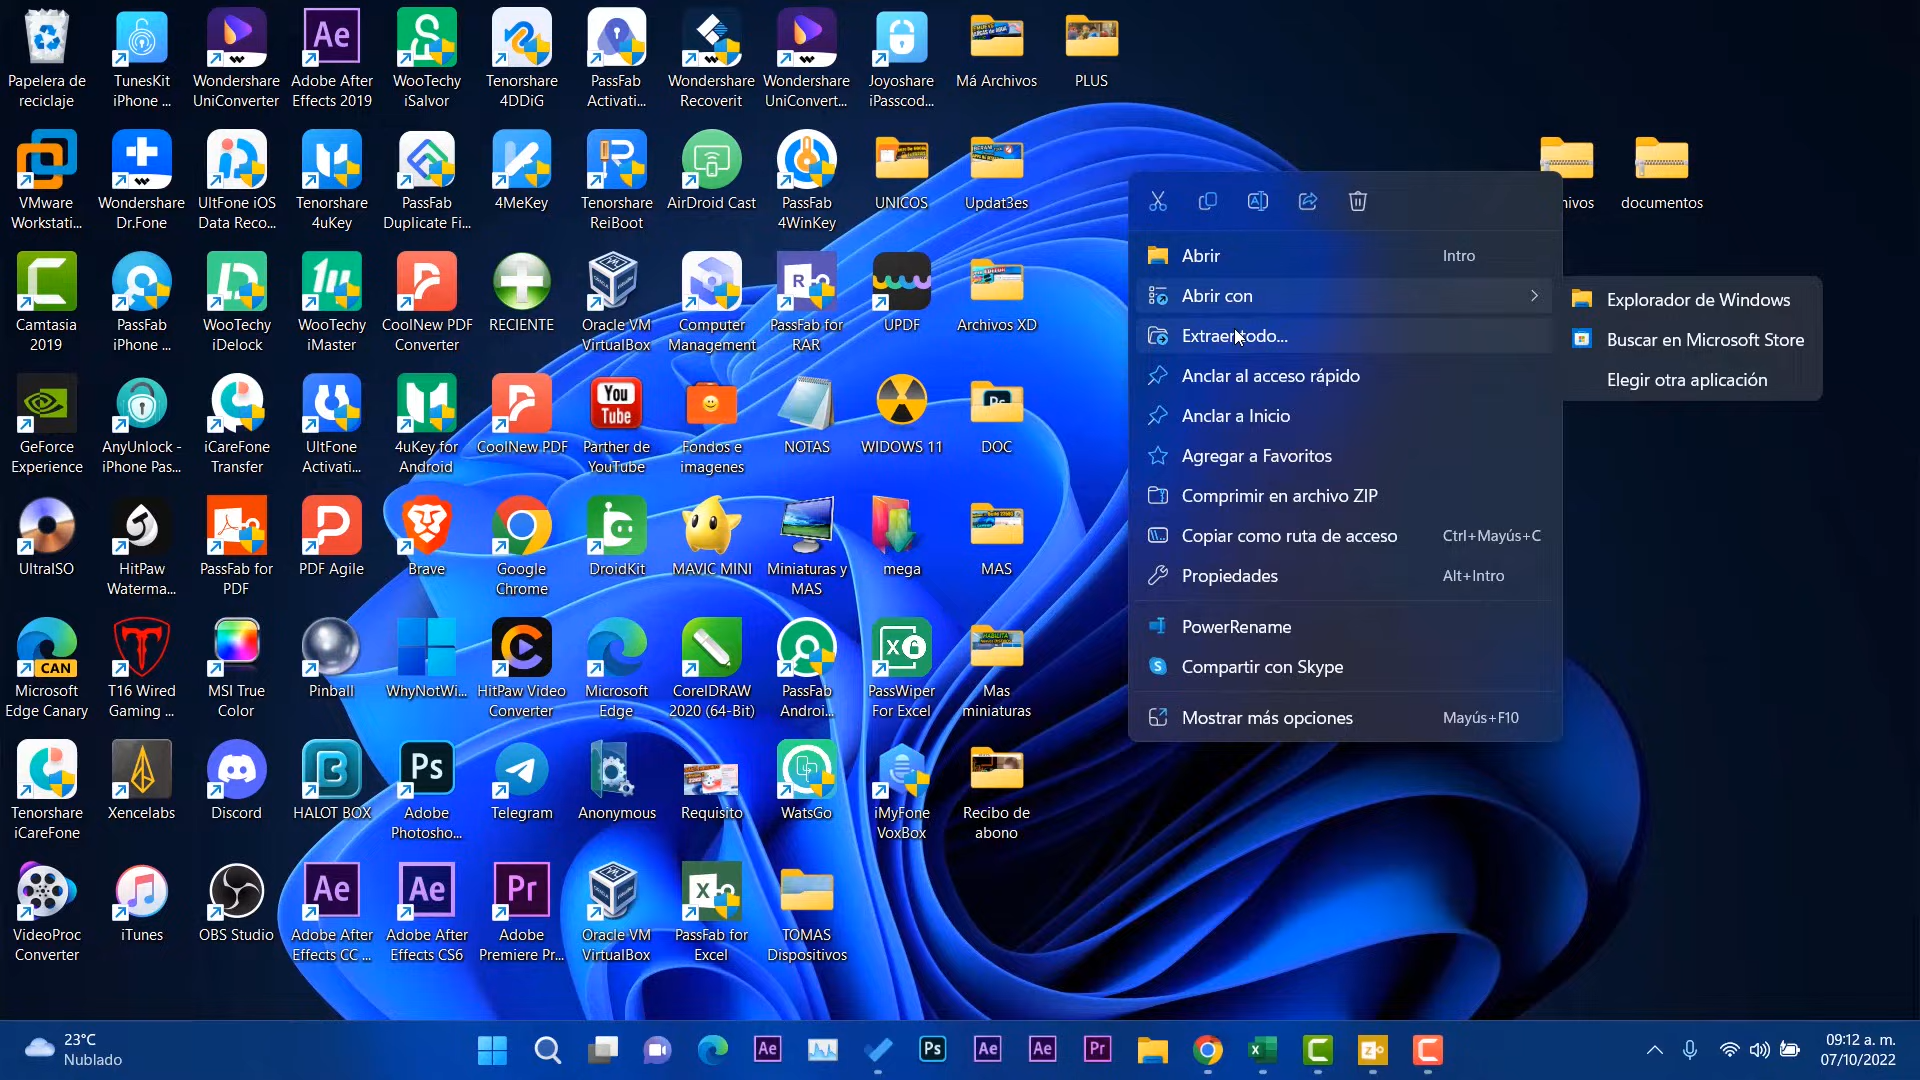 Papelera de reciclaje
TunesKit iPhone ...
Wondershare UniConverter
Adobe After Effects 2019
WooTechy iSalvor
Tenorshare 4DDiG
PassFab Activati...
Wondershare Recoverit
Wondershare UniConvert...
Joyoshare iPasscod...
Má Archivos
PLUS
VMware Workstati...
Wondershare Dr.Fone
UltFone iOS Data Reco...
Tenorshare 4uKey
PassFab Duplicate Fi...
4MeKey
Tenorshare ReiBoot
AirDroid Cast
PassFab 4WinKey
UNICOS
Updat3es
hivos
documentos
Abrir Intro
Abrir con
Extraer todo...
Anclar al acceso rápido
Anclar a Inicio
Agregar a Favoritos
Comprimir en archivo ZIP
Copiar como ruta de acceso Ctrl+Mayús+C
Propiedades Alt+Intro
PowerRename
Compartir con Skype
Mostrar más opciones Mayús+F10
Explorador de Windows
Buscar en Microsoft Store
Elegir otra aplicación
Camtasia 2019
PassFab iPhone ...
WooTechy iDelock
WooTechy iMaster
CoolNew PDF Converter
RECIENTE
Oracle VM VirtualBox
Computer Management
PassFab for RAR
UPDF
Archivos XD
GeForce Experience
AnyUnlock - iPhone Pas...
iCareFone Transfer
UltFone Activati...
4uKey for Android
CoolNew PDF
You Tube
Parther de YouTube
Fondos e imagenes
NOTAS
WIDOWS 11
DOC
UltraISO
HitPaw Waterma...
PassFab for PDF
PDF Agile
Brave
Google Chrome
DroidKit
MAVIC MINI
Miniaturas y MAS
mega
MAS
CAN
Microsoft Edge Canary
T16 Wired Gaming ...
MSI True Color
Pinball
WhyNotWi...
HitPaw Video Converter
Microsoft Edge
CorelDRAW 2020 (64-Bit)
PassFab Androi...
PassWiper For Excel
Mas miniaturas
Tenorshare iCareFone
Xencelabs
Discord
HALOT BOX
Adobe Photosho...
Telegram
Anonymous
Requisito
WatsGo
iMyFone VoxBox
Recibo de abono
VideoProc Converter
iTunes
OBS Studio
Adobe After Effects CC ...
Adobe After Effects CS6
Adobe Premiere Pr...
Oracle VM VirtualBox
PassFab for Excel
TOMAS Dispositivos
23°C
Nublado
09:12 a. m.
07/10/2022